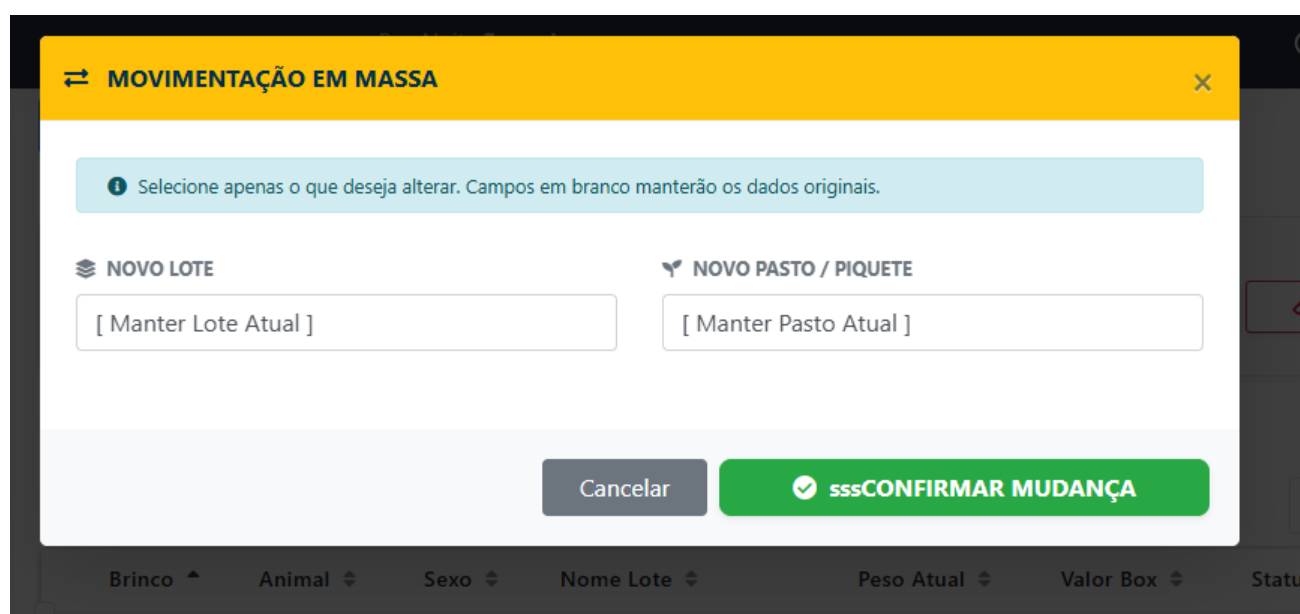 MOVIMENTAÇÃO EM MASSA
×
Selecione apenas o que deseja alterar. Campos em branco manterão os dados originais.
NOVO LOTE
NOVO PASTO / PIQUETE
[ Manter Lote Atual ]
[ Manter Pasto Atual ]
Cancelar
sssCONFIRMAR MUDANÇA
Brinco Animal Sexo Nome Lote Peso Atual Valor Box Statu